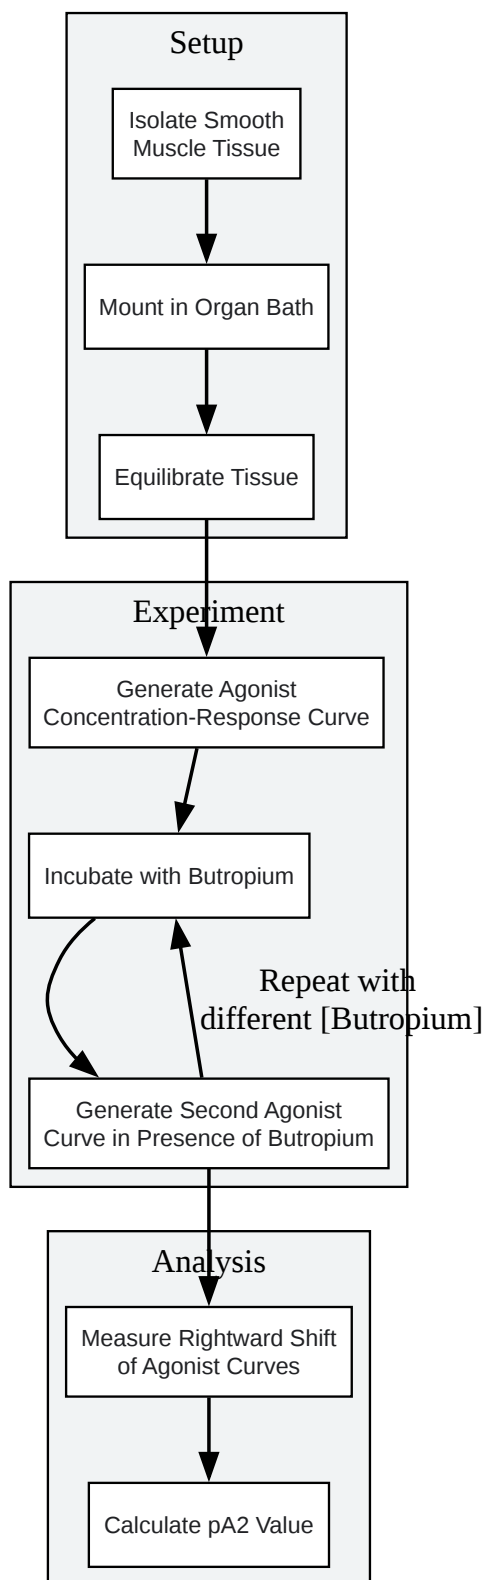 Setup
Isolate Smooth
Muscle Tissue
Mount in Organ Bath
Equilibrate Tissue
Experiment
Generate Agonist
Concentration-Response Curve
Incubate with Butropium
Repeat with
different [Butropium]
Generate Second Agonist
Curve in Presence of Butropium
Analysis
Measure Rightward Shift
of Agonist Curves
Calculate pA2 Value